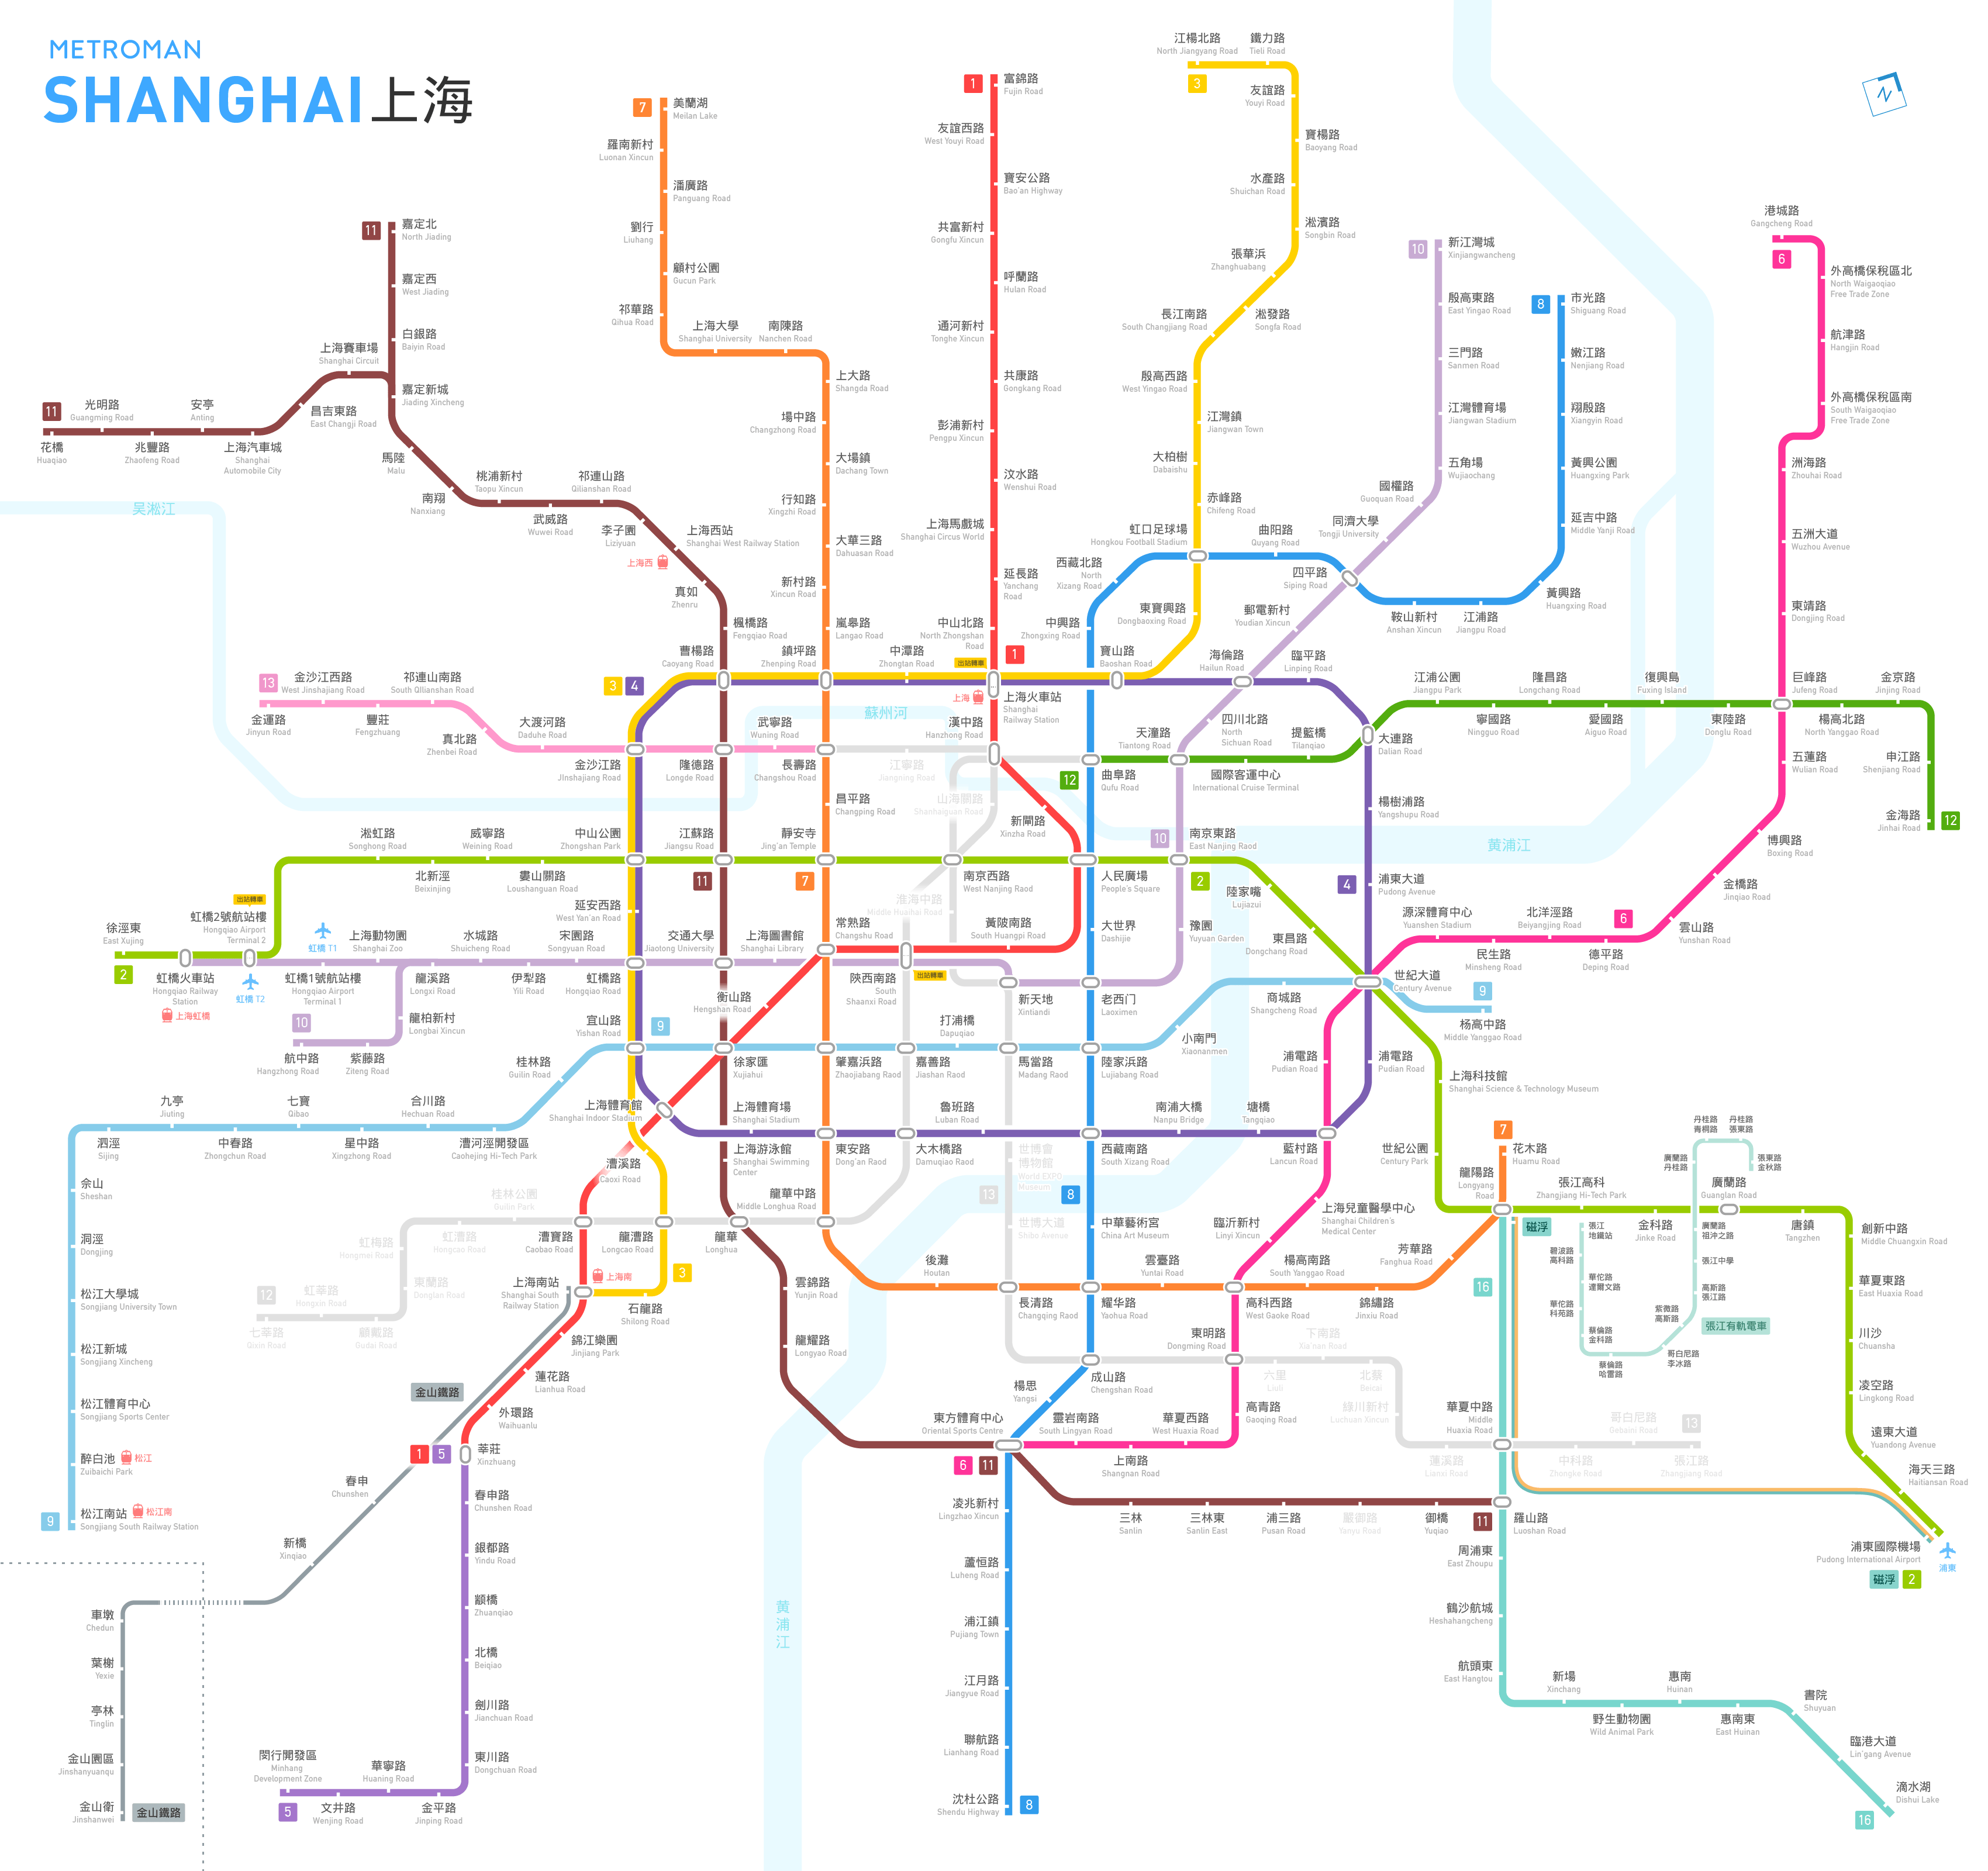 METROMAN
SHANGHAI上海
N
7
美蘭湖
Meilan Lake
羅南新村
Luonan Xincun
潘廣路
Panguang Road
劉行
Liuhang
顧村公園
Gucun Park
祁華路
Qihua Road
上海大學
Shanghai University
南陳路
Nanchen Road
上大路
Shangda Road
場中路
Changzhong Road
大場鎮
Dachang Town
行知路
Xingzhi Road
大華三路
Dahuasan Road
新村路
Xincun Road
嵐皋路
Langao Road
鎮坪路
Zhenping Road
1
富錦路
Fujin Road
友誼西路
West Youyi Road
寶安公路
Bao'an Highway
共富新村
Gongfu Xincun
呼蘭路
Hulan Road
通河新村
Tonghe Xincun
共康路
Gongkang Road
彭浦新村
Pengpu Xincun
汶水路
Wenshui Road
上海馬戲城
Shanghai Circus World
延長路
Yanchang
Road
中山北路
North Zhongshan
Road
1
出站轉車
上海
上海火車站
Shanghai
Railway Station
3
江楊北路
North Jiangyang Road
鐵力路
Tieli Road
友誼路
Youyi Road
寶楊路
Baoyang Road
水產路
Shuichan Road
淞濱路
Songbin Road
張華浜
Zhanghuabang
淞發路
Songfa Road
長江南路
South Changjiang Road
殷高西路
West Yingao Road
江灣鎮
Jiangwan Town
大柏樹
Dabaishu
赤峰路
Chifeng Road
虹口足球場
Hongkou Football Stadium
東寶興路
Dongbaoxing Road
寶山路
Baoshan Road
中潭路
Zhongtan Road
10
新江灣城
Xinjiangwancheng
殷高東路
East Yingao Road
三門路
Sanmen Road
江灣體育場
Jiangwan Stadium
五角場
Wujiaochang
國權路
Guoquan Road
同濟大學
Tongji University
四平路
Siping Road
郵電新村
Youdian Xincun
海倫路
Hailun Road
臨平路
Linping Road
8
市光路
Shiguang Road
嫩江路
Nenjiang Road
翔殷路
Xiangyin Road
黃興公園
Huangxing Park
延吉中路
Middle Yanji Road
黃興路
Huangxing Road
江浦路
Jiangpu Road
鞍山新村
Anshan Xincun
曲阳路
Quyang Road
西藏北路
North
Xizang Road
中興路
Zhongxing Road
6
港城路
Gangcheng Road
外高橋保稅區北
North Waigaoqiao
Free Trade Zone
航津路
Hangjin Road
外高橋保稅區南
South Waigaoqiao
Free Trade Zone
洲海路
Zhouhai Road
五洲大道
Wuzhou Avenue
東靖路
Dongjing Road
巨峰路
Jufeng Road
五蓮路
Wulian Road
博興路
Boxing Road
金橋路
Jinqiao Road
雲山路
Yunshan Road
11
嘉定北
North Jiading
嘉定西
West Jiading
白銀路
Baiyin Road
嘉定新城
Jiading Xincheng
上海賽車場
Shanghai Circuit
昌吉東路
East Changji Road
11
花橋
Huaqiao
光明路
Guangming Road
兆豐路
Zhaofeng Road
安亭
Anting
上海汽車城
Shanghai
Automobile City
馬陸
Malu
南翔
Nanxiang
桃浦新村
Taopu Xincun
武威路
Wuwei Road
祁連山路
Qilianshan Road
李子園
Liziyuan
上海西站
Shanghai West Railway Station
上海西
真如
Zhenru
楓橋路
Fengqiao Road
曹楊路
Caoyang Road
吴淞江
蘇州河
黄浦江
黄浦江
3
4
13
金沙江西路
West Jinshajiang Road
祁連山南路
South Qilianshan Road
金運路
Jinyun Road
豐莊
Fengzhuang
真北路
Zhenbei Road
大渡河路
Daduhe Road
金沙江路
JInshajiang Road
隆德路
Longde Road
武寧路
Wuning Road
長壽路
Changshou Road
江寧路
Jiangning Road
漢中路
Hanzhong Road
山海關路
Shanhaiguan Road
昌平路
Changping Road
新閘路
Xinzha Road
12
曲阜路
Qufu Road
天潼路
Tiantong Road
四川北路
North
Sichuan Road
國際客運中心
International Cruise Terminal
提籃橋
Tilanqiao
大連路
Dalian Road
江浦公園
Jiangpu Park
寧國路
Ningguo Road
隆昌路
Longchang Road
愛國路
Aiguo Road
復興島
Fuxing Island
東陸路
Donglu Road
楊高北路
North Yanggao Road
金京路
Jinjing Road
申江路
Shenjiang Road
金海路
Jinhai Road
12
楊樹浦路
Yangshupu Road
浦東大道
Pudong Avenue
4
淞虹路
Songhong Road
北新涇
Beixinjing
威寧路
Weining Road
婁山關路
Loushanguan Road
中山公園
Zhongshan Park
江蘇路
Jiangsu Road
靜安寺
Jing'an Temple
南京西路
West Nanjing Raod
人民廣場
People's Square
10
南京東路
East Nanjing Raod
2
陸家嘴
Lujiazui
東昌路
Dongchang Road
11
7
延安西路
West Yan'an Road
徐涇東
East Xujing
2
出站轉車
虹橋2號航站樓
Hongqiao Airport
Terminal 2
虹橋 T1
虹橋火車站
Hongqiao Railway
Station
上海虹橋
虹橋 T2
虹橋1號航站樓
Hongqiao Airport
Terminal 1
上海動物園
Shanghai Zoo
龍溪路
Longxi Road
水城路
Shuicheng Road
伊犁路
Yili Road
宋園路
Songyuan Road
虹橋路
Hongqiao Road
交通大學
Jiaotong University
上海圖書館
Shanghai Library
常熟路
Changshu Road
淮海中路
Middle Huaihai Road
黃陂南路
South Huangpi Road
陝西南路
South
Shaanxi Road
出站轉車
新天地
Xintiandi
老西门
Laoximen
大世界
Dashijie
豫園
Yuyuan Garden
10
航中路
Hangzhong Road
紫藤路
Ziteng Road
龍柏新村
Longbai Xincun
源深體育中心
Yuanshen Stadium
民生路
Minsheng Road
北洋涇路
Beiyangjing Road
德平路
Deping Road
6
世紀大道
Century Avenue
9
杨高中路
Middle Yanggao Road
商城路
Shangcheng Road
小南門
Xiaonanmen
衡山路
Hengshan Road
宜山路
Yishan Road
9
桂林路
Guilin Road
徐家匯
Xujiahui
肇嘉浜路
Zhaojiabang Raod
嘉善路
Jiashan Raod
打浦橋
Dapuqiao
馬當路
Madang Raod
陸家浜路
Lujiabang Road
浦電路
Pudian Road
浦電路
Pudian Road
上海科技館
Shanghai Science & Technology Museum
世紀公園
Century Park
九亭
Jiuting
泗涇
Sijing
中春路
Zhongchun Road
七寶
Qibao
星中路
Xingzhong Road
合川路
Hechuan Road
漕河涇開發區
Caohejing Hi-Tech Park
佘山
Sheshan
洞涇
Dongjing
松江大學城
Songjiang University Town
松江新城
Songjiang Xincheng
松江體育中心
Songjiang Sports Center
醉白池
Zuibaichi Park
松江
松江南站
Songjiang South Railway Station
松江南
9
上海體育館
Shanghai Indoor Stadium
上海體育場
Shanghai Stadium
漕溪路
Caoxi Road
上海游泳館
Shanghai Swimming
Center
東安路
Dong'an Raod
大木橋路
Damuqiao Raod
魯班路
Luban Road
世博會
博物館
World EXPO
Museum
13
8
世博大道
Shibo Avenue
西藏南路
South Xizang Road
南浦大橋
Nanpu Bridge
塘橋
Tangqiao
藍村路
Lancun Road
龍華中路
Middle Longhua Road
桂林公園
Guilin Park
虹漕路
Hongcao Road
虹梅路
Hongmwi Road
東蘭路
Donglan Road
12
虹莘路
Hongxin Road
七莘路
Qixin Road
顧戴路
Gudai Road
漕寶路
Caobao Road
龍漕路
Longcao Road
龍華
Longhua
3
上海南
上海南站
Shanghai South
Railway Station
石龍路
Shilong Road
錦江樂園
Jinjiang Park
蓮花路
Lianhua Road
外環路
Waihuanlu
金山鐵路
1
5
莘莊
Xinzhuang
雲錦路
Yunjin Road
龍耀路
Longyao Road
中華藝術宮
China Art Museum
後灘
Houtan
長清路
Changqing Raod
耀华路
Yaohua Road
雲臺路
Yuntai Road
臨沂新村
Linyi Xincun
上海兒童醫學中心
Shanghai Children's
Medical Center
高科西路
West Gaoke Road
楊高南路
South Yanggao Road
錦繡路
Jinxiu Road
芳華路
Fanghua Road
7
花木路
Huamu Road
龍陽路
Longyang
Road
磁浮
16
張江高科
Zhangjiang Hi-Tech Park
金科路
Jinke Road
廣蘭路
Guanglan Road
唐鎮
Tangzhen
創新中路
Middle Chuangxin Road
華夏東路
East Huaxia Road
川沙
Chuansha
凌空路
Lingkong Road
遠東大道
Yuandong Avenue
海天三路
Haitiansan Road
浦東國際機場
Pudong International Airport
浦東
磁浮
2
丹桂路
青桐路
丹桂路
張東路
廣蘭路
丹桂路
張東路
金秋路
張江
地鐵站
廣蘭路
祖沖之路
碧波路
高科路
張江中學
華佗路
達爾文路
高斯路
張江路
華佗路
科苑路
紫微路
高斯路
張江有軌電車
蔡倫路
金科路
哥白尼路
李冰路
蔡倫路
哈雷路
東明路
Dongming Road
下南路
Xia'nan Road
六里
Liuli
北蔡
Beicai
綠川新村
Luchuan Xincun
成山路
Chengshan Road
楊思
Yangsi
東方體育中心
Oriental Sports Centre
靈岩南路
South Lingyan Road
華夏西路
West Huaxia Road
上南路
Shangnan Road
高青路
Gaoqing Road
華夏中路
Middle
Huaxia Road
蓮溪路
Lianxi Road
中科路
Zhongke Road
哥白尼路
Gebaini Road
13
張江路
Zhangjiang Road
6
11
凌兆新村
Lingzhao Xincun
蘆恒路
Luheng Road
浦江鎮
Pujiang Town
江月路
Jiangyue Road
聯航路
Lianhang Road
沈杜公路
Shendu Highway
8
三林
Sanlin
三林東
Sanlin East
浦三路
Pusan Road
嚴御路
Yanyu Road
御橋
Yuqiao
11
羅山路
Luoshan Road
周浦東
East Zhoupu
鶴沙航城
Heshahangcheng
航頭東
East Hangtou
新場
Xinchang
野生動物園
Wild Animal Park
惠南
Huinan
惠南東
East Huinan
書院
Shuyuan
臨港大道
Lin'gang Avenue
滴水湖
Dishui Lake
16
春申
Chunshen
新橋
Xinqiao
車墩
Chedun
葉榭
Yexie
亭林
Tinglin
金山園區
Jinshanyuanqu
金山衛
Jinshanwei
金山鐵路
春申路
Chunshen Road
銀都路
Yindu Road
顓橋
Zhuanqiao
北橋
Beiqiao
劍川路
Jianchuan Road
東川路
Dongchuan Road
金平路
Jinping Road
華寧路
Huaning Road
文井路
Wenjing Road
閔行開發區
Minhang
Development Zone
5